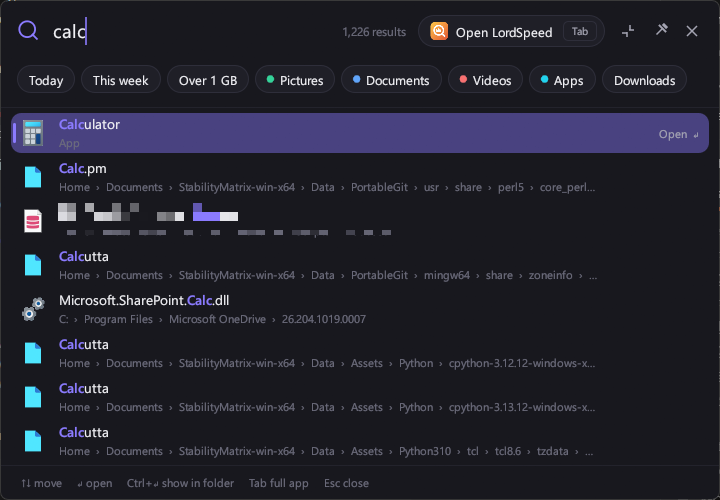 calc
1,226 results
Open LordSpeed
Tab
Today
This week
Over 1 GB
Pictures
Documents
Videos
Apps
Downloads
Calculator
App
Open ↲
Calc.pm
Home › Documents › StabilityMatrix-win-x64 › Data › PortableGit › usr › share › perl5 › core_perl...
Calcutta
Home › Documents › StabilityMatrix-win-x64 › Data › PortableGit › mingw64 › share › zoneinfo › ...
Microsoft.SharePoint.Calc.dll
C: › Program Files › Microsoft OneDrive › 26.204.1019.0007
Calcutta
Home › Documents › StabilityMatrix-win-x64 › Data › Assets › Python › cpython-3.12.12-windows-x...
Calcutta
Home › Documents › StabilityMatrix-win-x64 › Data › Assets › Python › cpython-3.13.12-windows-x...
Calcutta
Home › Documents › StabilityMatrix-win-x64 › Data › Assets › Python310 › tcl › tcl8.6 › tzdata › ...
↑↓ move ↲ open Ctrl+↲ show in folder Tab full app Esc close